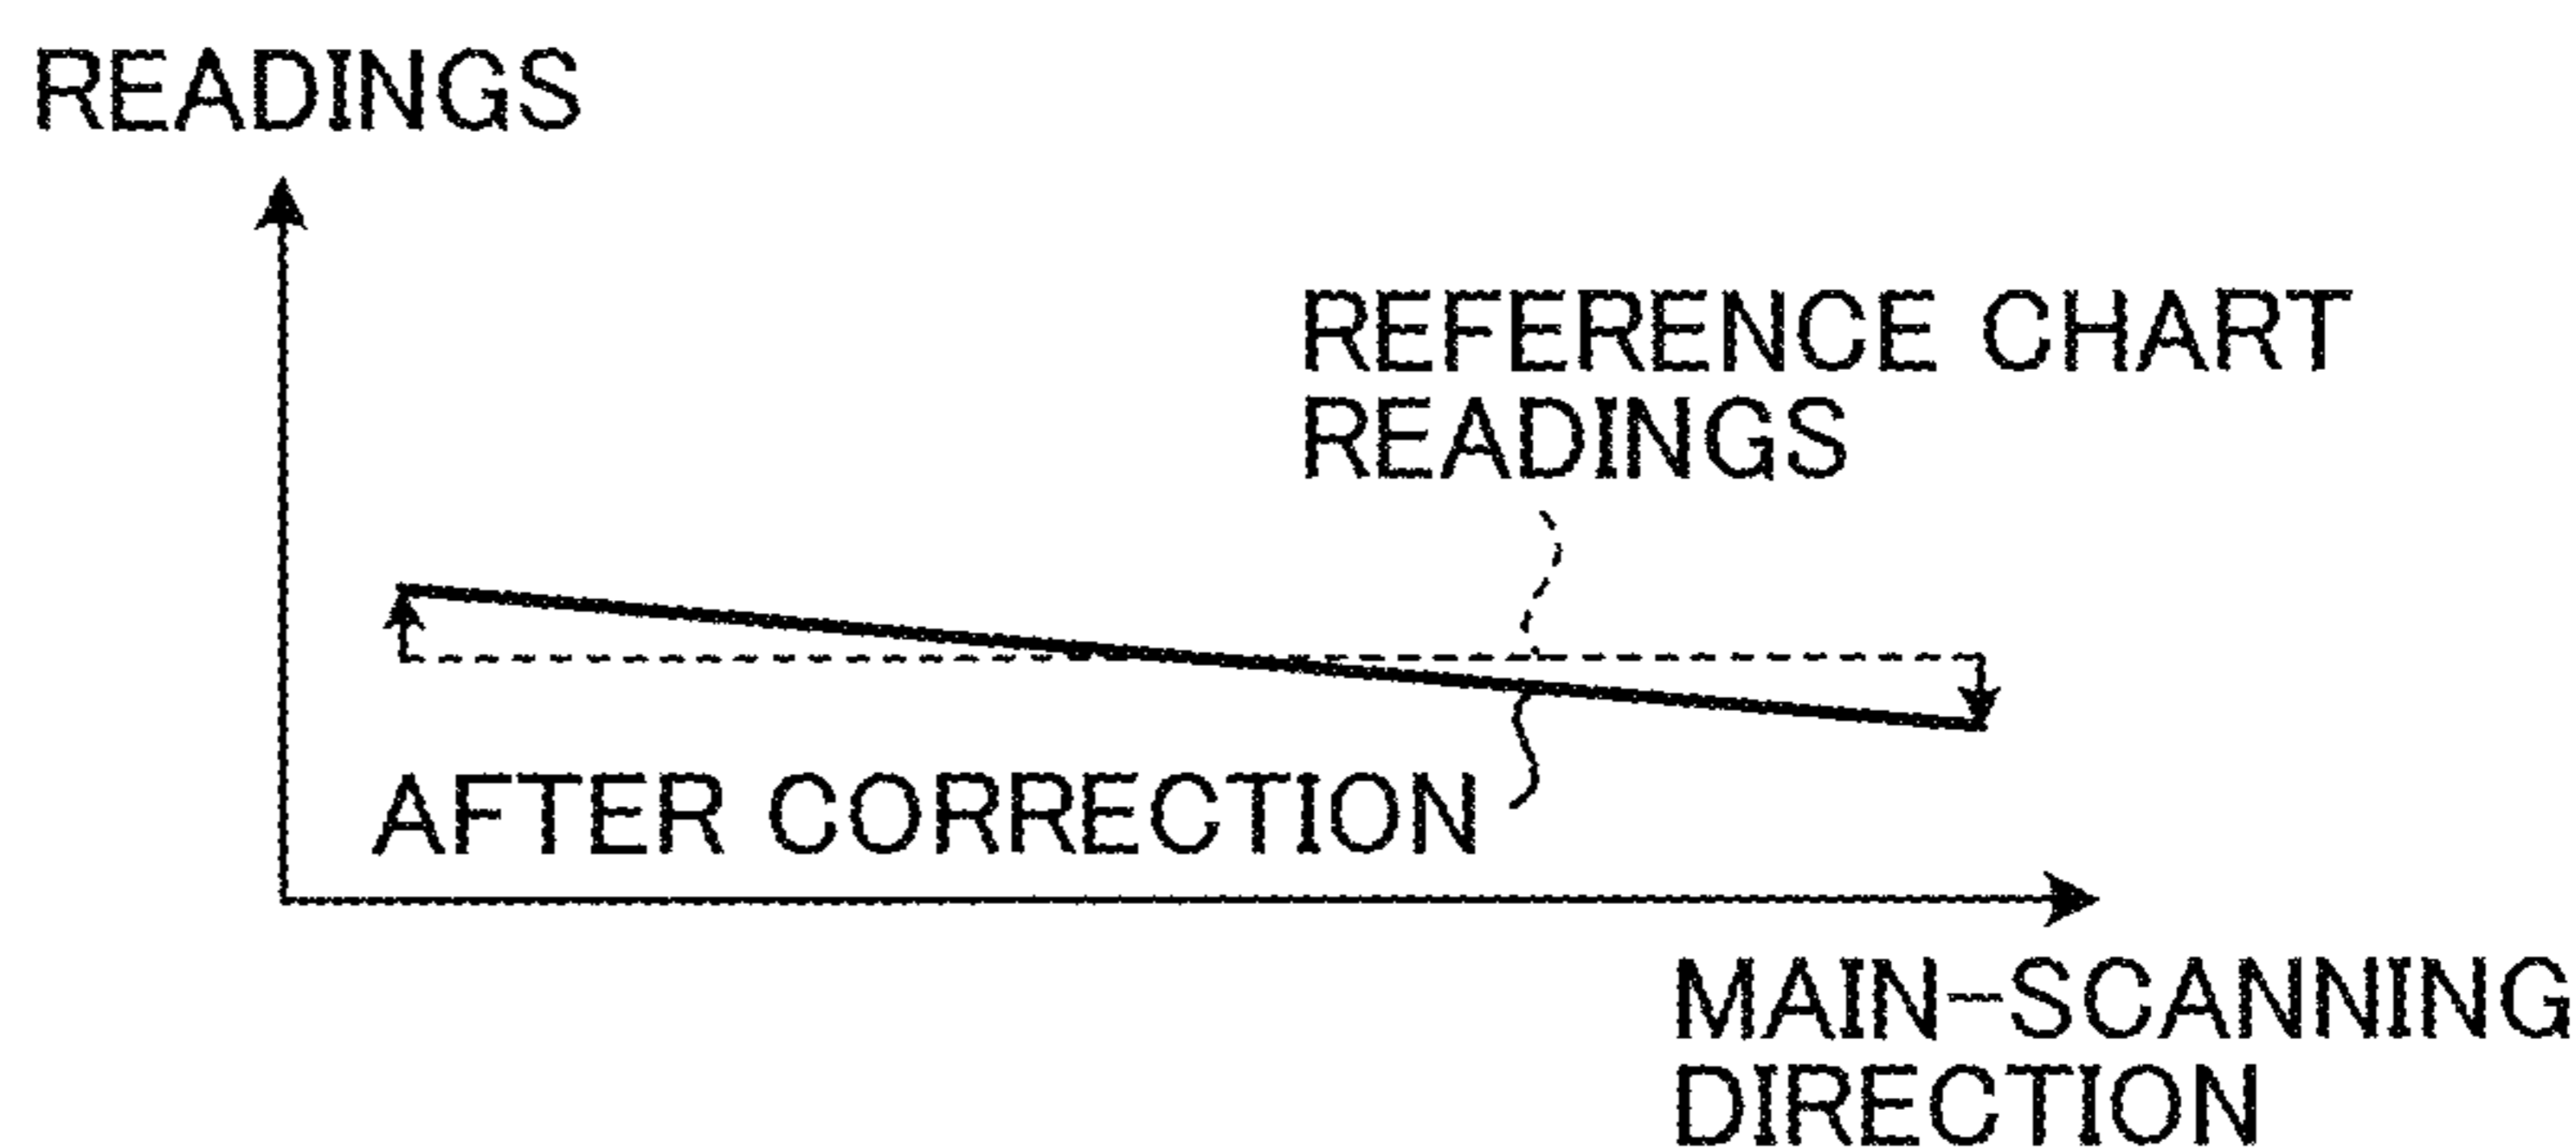 READINGS
REFERENCE CHART
READINGS
AFTER CORRECTION
MAIN-SCANNING
DIRECTION